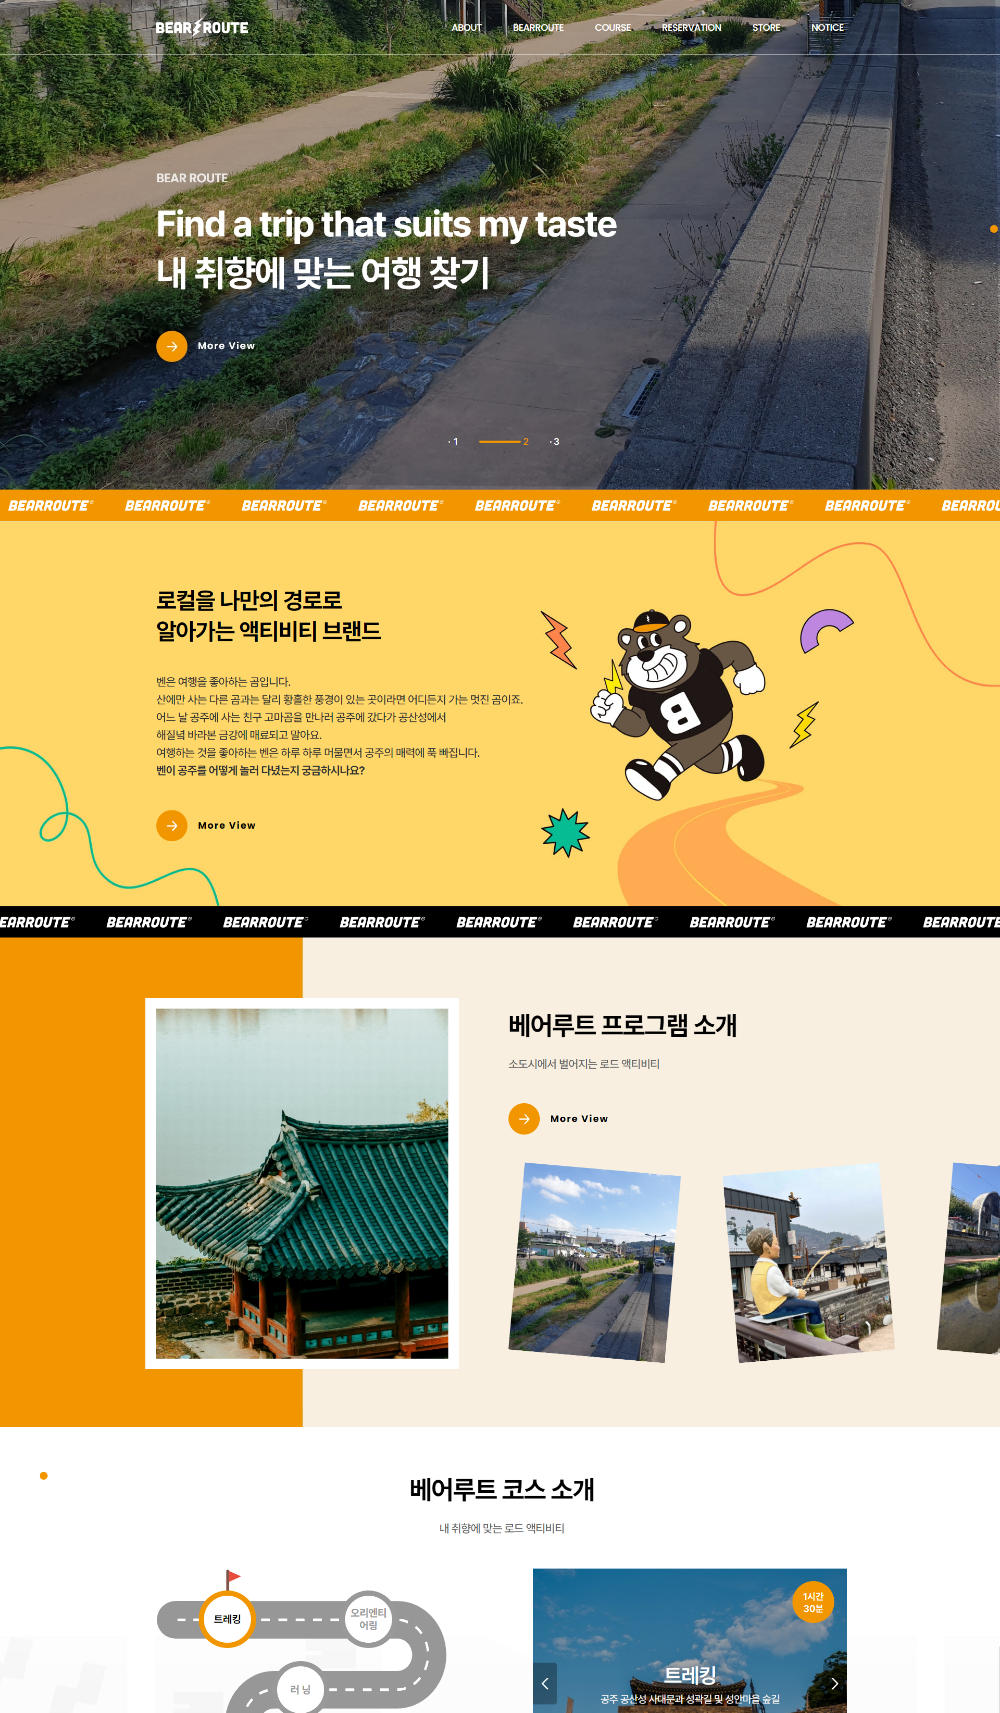 BEAR ROUTE
ABOUT BEARROUTE COURSE RESERVATION STORE NOTICE
BEAR ROUTE
Find a trip that suits my taste
내 취향에 맞는 여행 찾기
More View
· 1 2 · 3
BEARROUTE® BEARROUTE® BEARROUTE® BEARROUTE® BEARROUTE® BEARROUTE® BEARROUTE® BEARROUTE® BEARROU
로컬을 나만의 경로로
알아가는 액티비티 브랜드
벤은 여행을 좋아하는 곰입니다.
산에만 사는 다른 곰과는 달리 황홀한 풍경이 있는 곳이라면 어디든지 가는 멋진 곰이죠.
어느 날 공주에 사는 친구 고마곰을 만나러 공주에 갔다가 공산성에서
해질녘 바라본 금강에 매료되고 말아요.
여행하는 것을 좋아하는 벤은 하루 하루 머물면서 공주의 매력에 푹 빠집니다.
벤이 공주를 어떻게 놀러 다녔는지 궁금하시나요?
More View
B
EARROUTE® BEARROUTE® BEARROUTE® BEARROUTE® BEARROUTE® BEARROUTE® BEARROUTE® BEARROUTE® BEARROUTE
베어루트 프로그램 소개
소도시에서 벌어지는 로드 액티비티
More View
베어루트 코스 소개
내 취향에 맞는 로드 액티비티
트레킹
오리엔티
어링
러닝
1시간
30분
트레킹
공주 공산성 사대문과 성곽길 및 성안마을 숲길